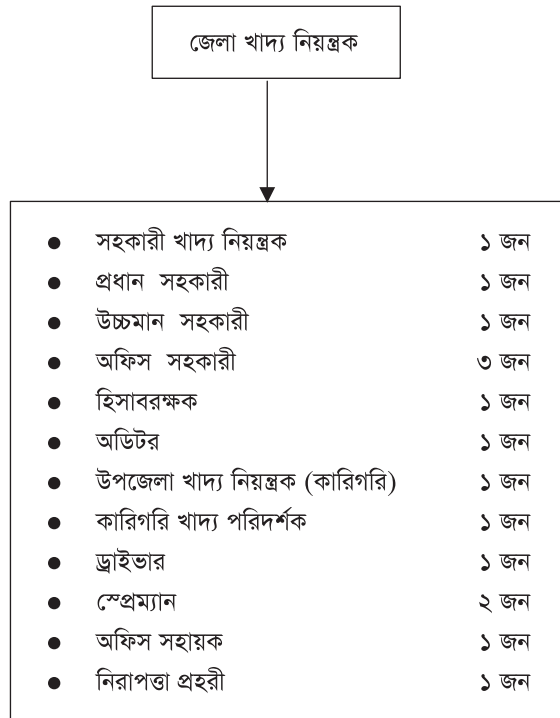 জেলা খাদ্য নিয়ন্ত্রক
● সহকারী খাদ্য নিয়ন্ত্রক ১ জন
● প্রধান সহকারী ১ জন
● উচ্চমান সহকারী ১ জন
● অফিস সহকারী ৩ জন
● হিসাবরক্ষক ১ জন
● অডিটর ১ জন
● উপজেলা খাদ্য নিয়ন্ত্রক (কারিগরি) ১ জন
● কারিগরি খাদ্য পরিদর্শক ১ জন
● ড্রাইভার ১ জন
● স্প্রেম্যান ২ জন
● অফিস সহায়ক ১ জন
● নিরাপত্তা প্রহরী ১ জন